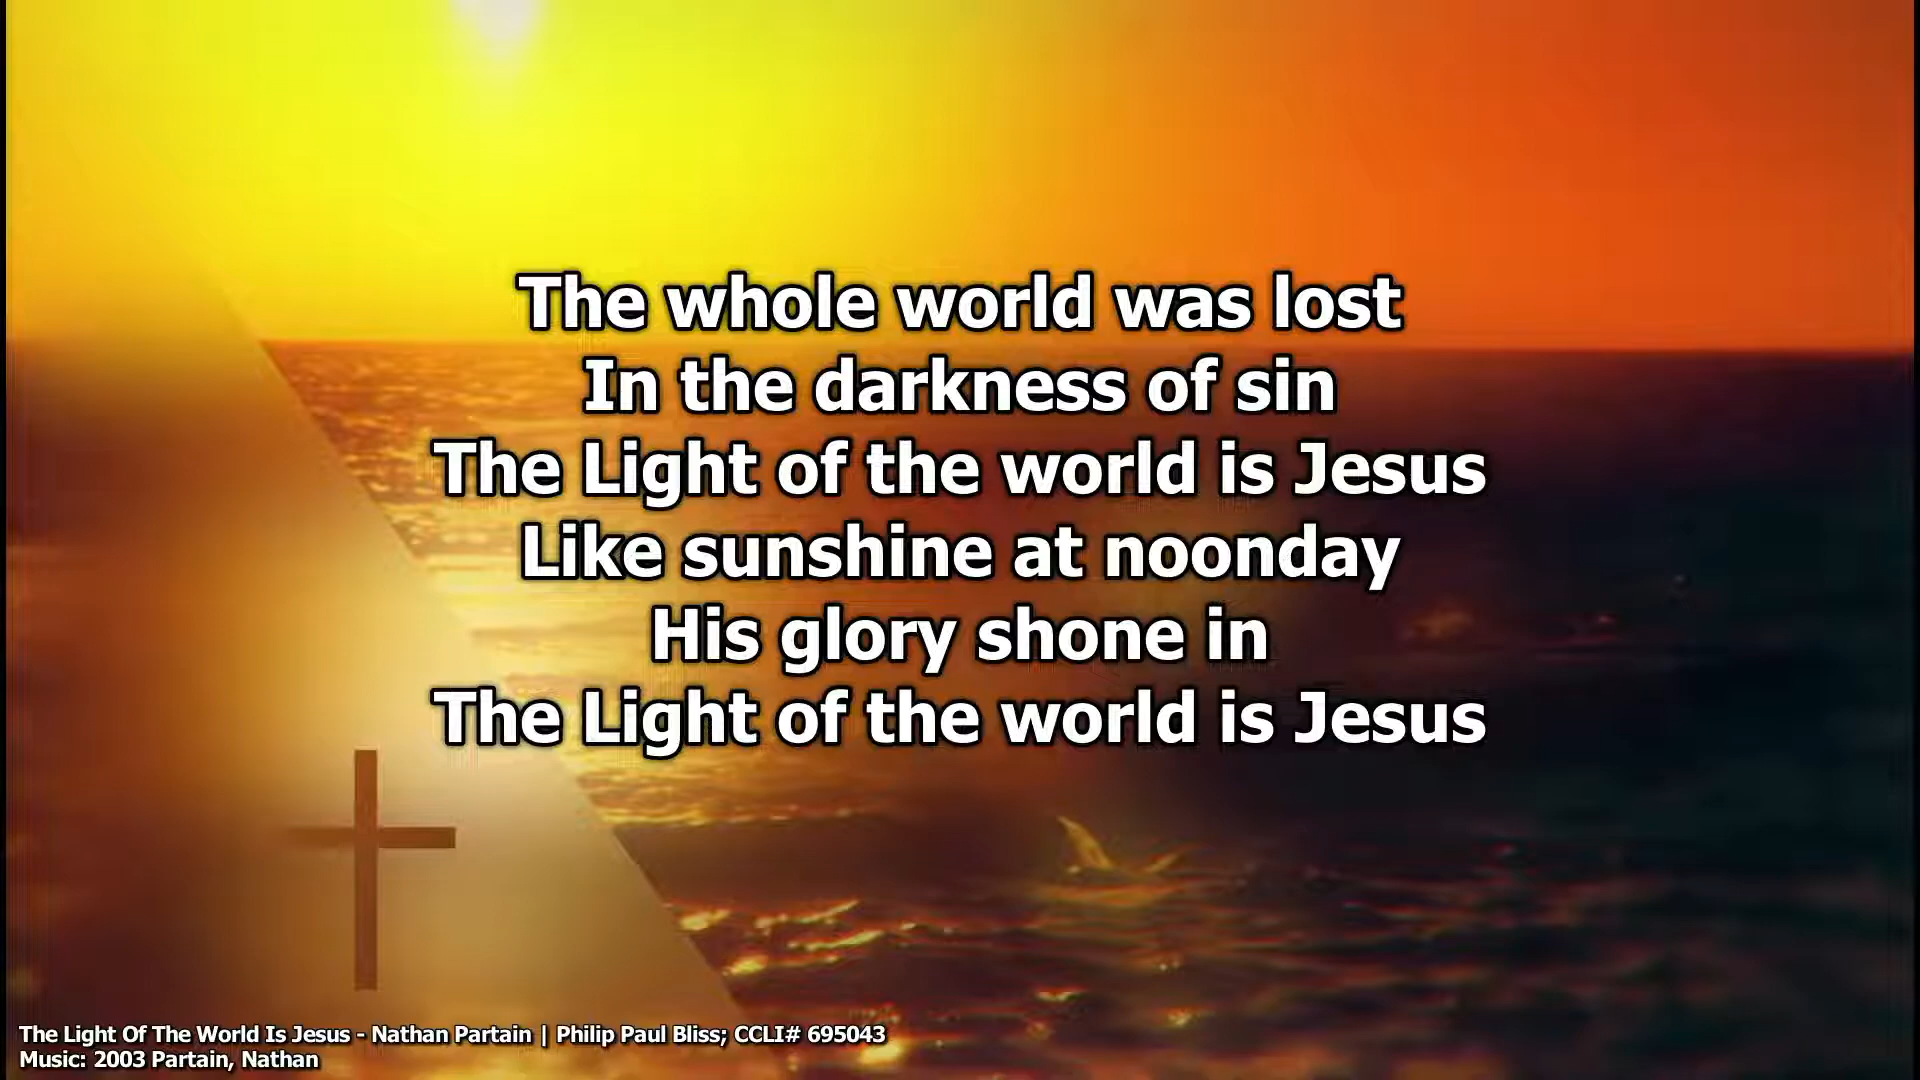 The whole world was lost
In the darkness of sin
The Light of the world is Jesus
Like sunshine at noonday
His glory shone in
The Light of the world is Jesus
The Light Of The World Is Jesus - Nathan Partain | Philip Paul Bliss; CCLI# 695043
Music: 2003 Partain, Nathan